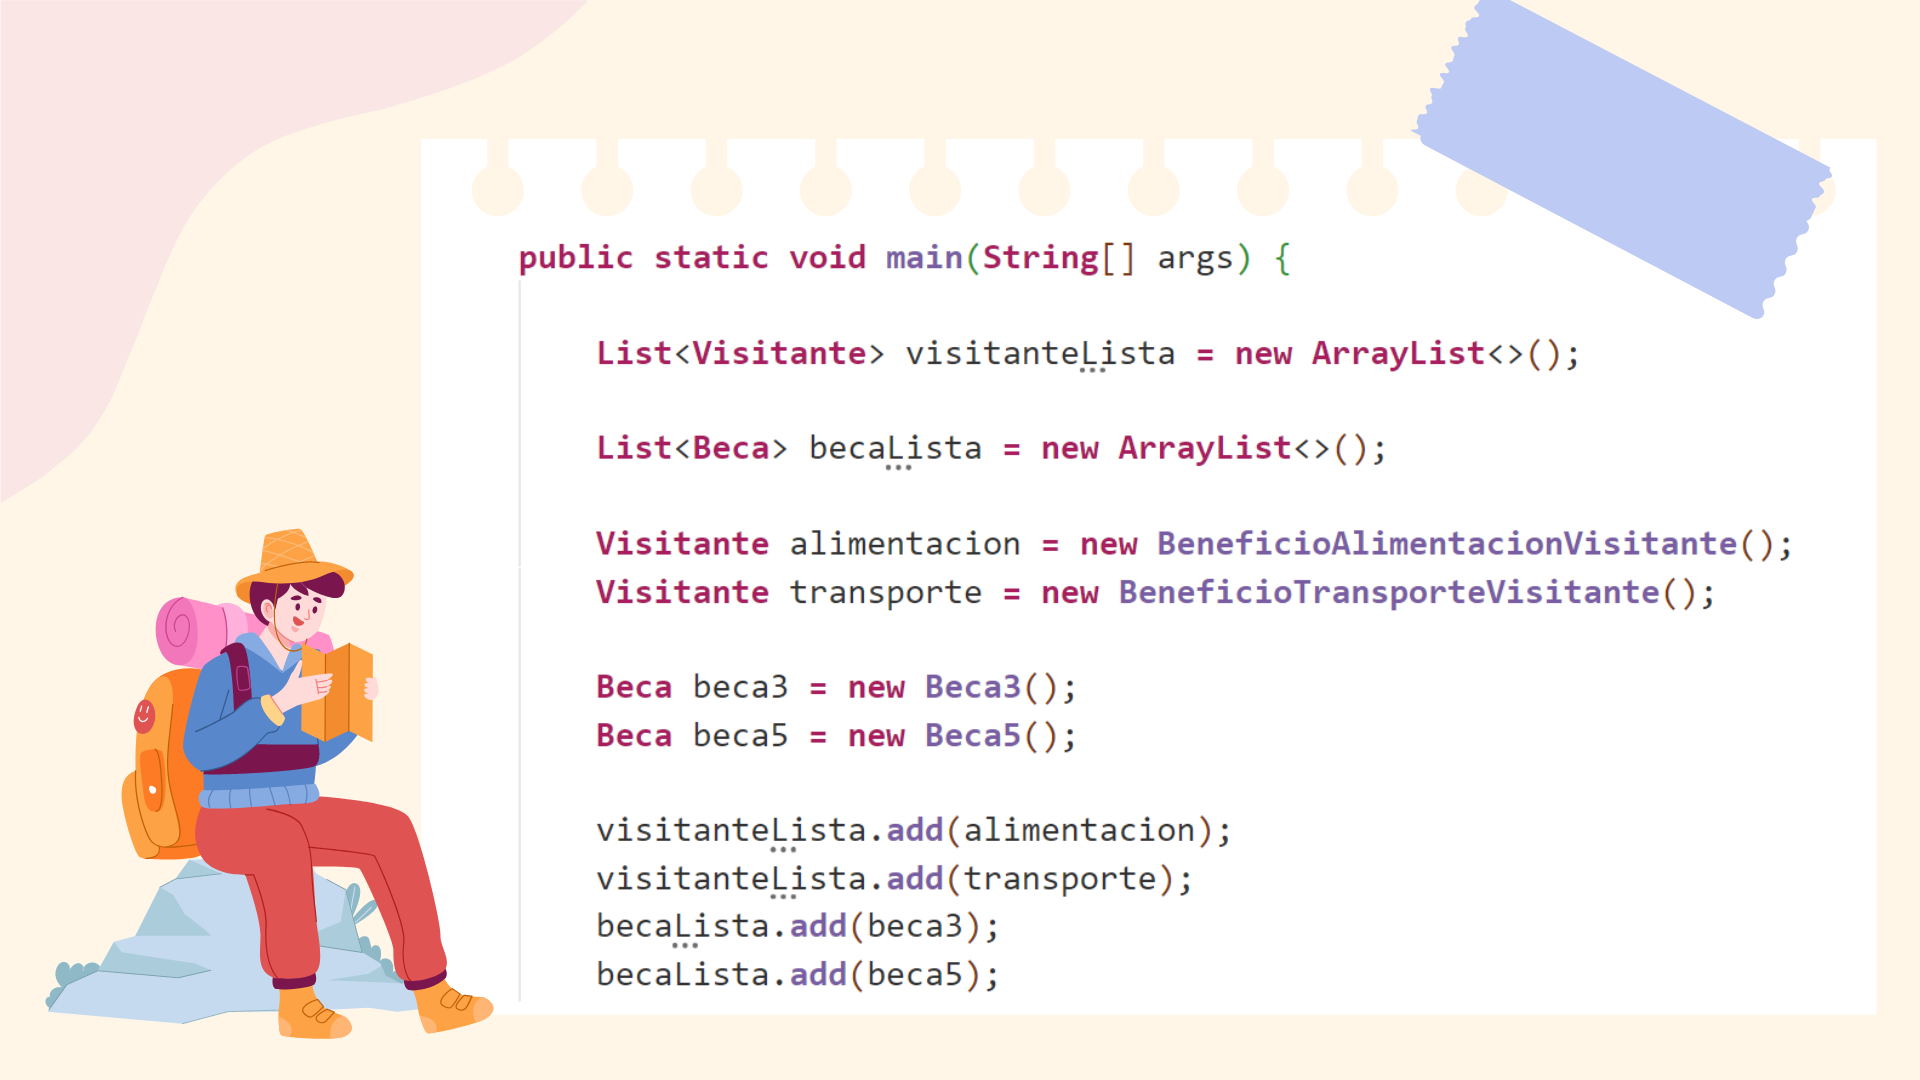 public static void main(String[] args) {
List<Visitante> visitanteLista = new ArrayList<>();
List<Beca> becaLista = new ArrayList<>();
Visitante alimentacion = new BeneficioAlimentacionVisitante();
Visitante transporte = new BeneficioTransporteVisitante();
Beca beca3 = new Beca3();
Beca beca5 = new Beca5();
visitanteLista.add(alimentacion);
visitanteLista.add(transporte);
becaLista.add(beca3);
becaLista.add(beca5);